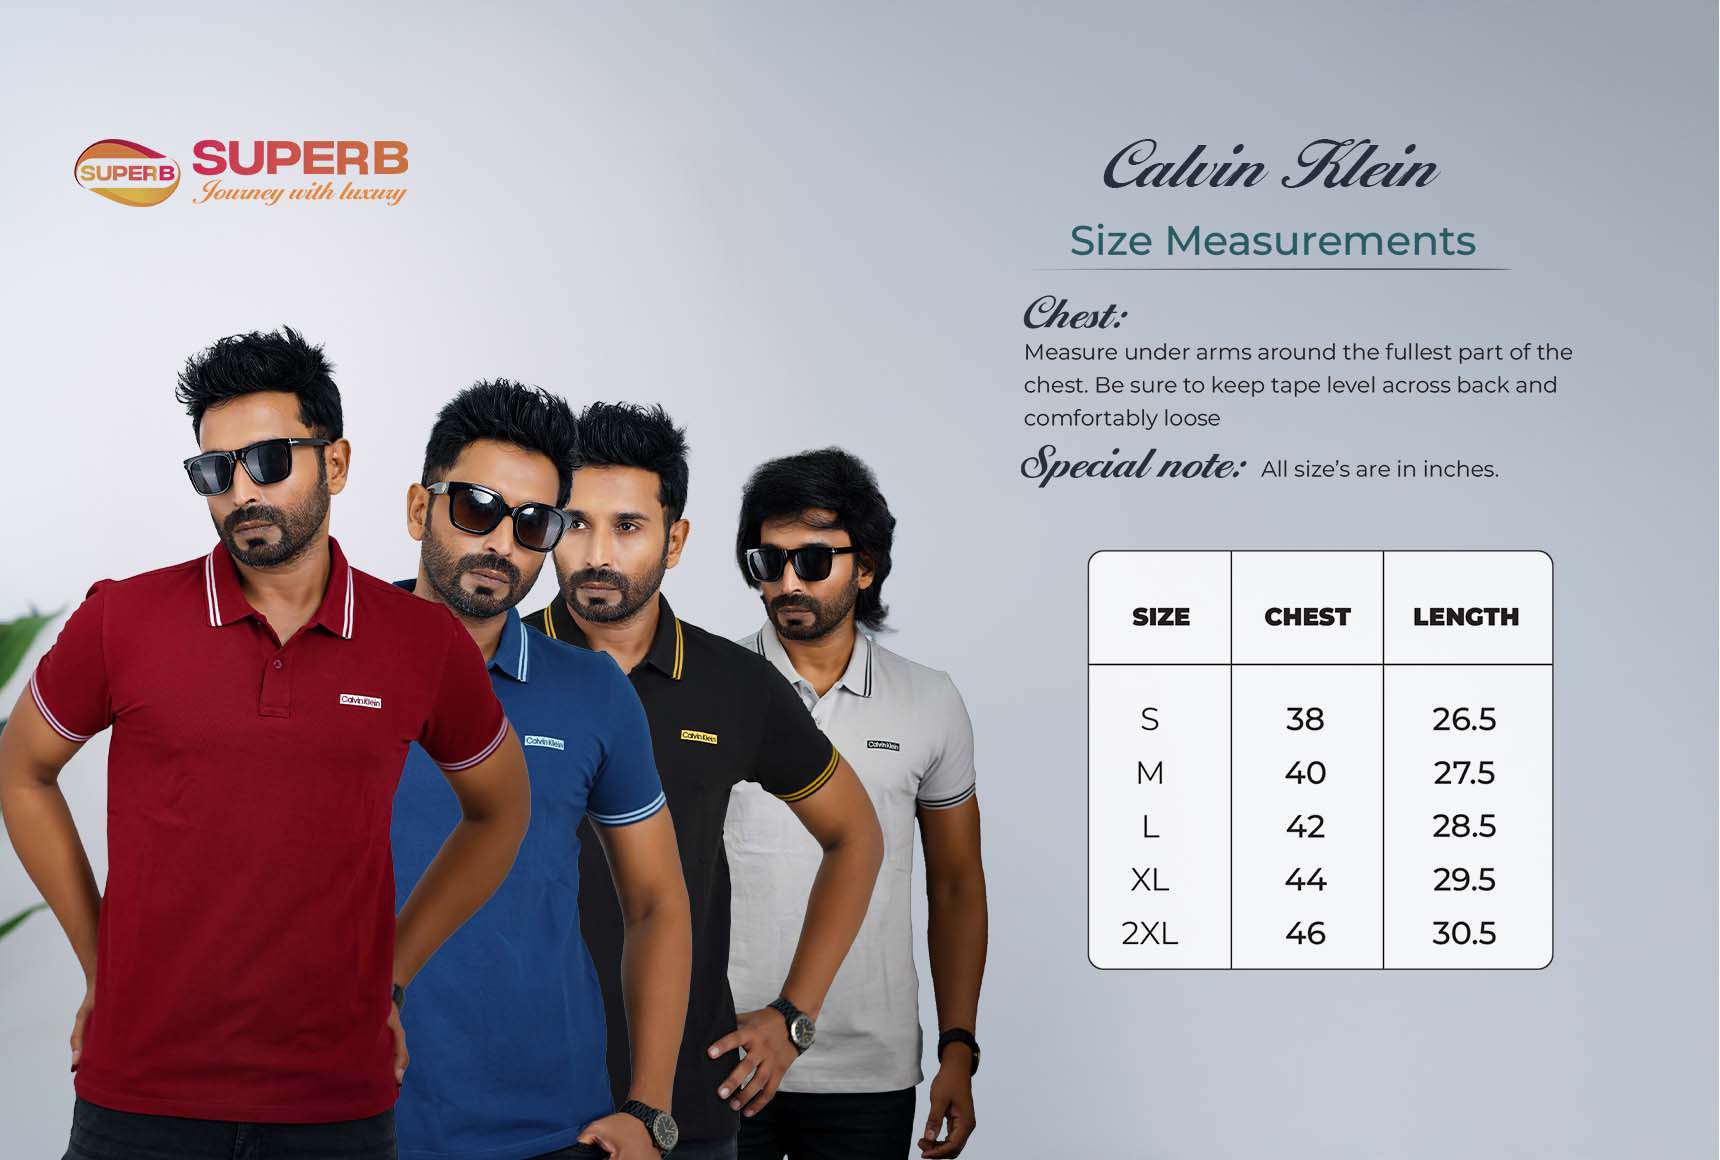 SUPERB
SUPERB
Journey with luxury
Calvin Klein
Size Measurements
Chest:
Measure under arms around the fullest part of the
chest. Be sure to keep tape level across back and
comfortably loose
Special note: All size's are in inches.
SIZE CHEST LENGTH
S 38 26.5
M 40 27.5
L 42 28.5
XL 44 29.5
2XL 46 30.5
Calvin Klein
Calvin Klein
Calvin Klein
Calvin Klein